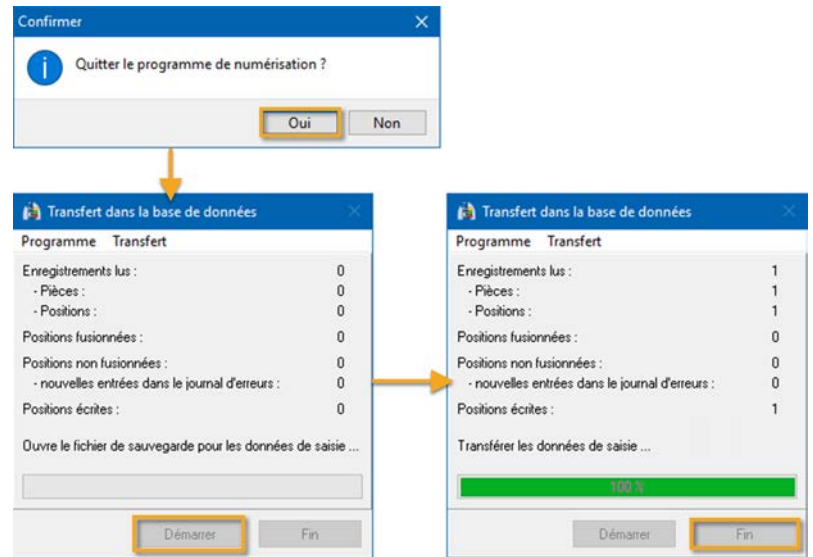 Confirmer
Quitter le programme de numérisation ?
Oui Non
Transfert dans la base de données
Programme Transfert
Enregistrements lus : 0
- Pièces : 0
- Positions : 0
Positions fusionnées : 0
Positions non fusionnées : 0
- nouvelles entrées dans le journal d'erreurs : 0
Positions écrites : 0
Ouvre le fichier de sauvegarde pour les données de saisie ...
Démarrer Fin
Transfert dans la base de données
Programme Transfert
Enregistrements lus : 1
- Pièces : 1
- Positions : 1
Positions fusionnées : 0
Positions non fusionnées : 0
- nouvelles entrées dans le journal d'erreurs : 0
Positions écrites : 1
Transférer les données de saisie ...
100 %
Démarrer Fin